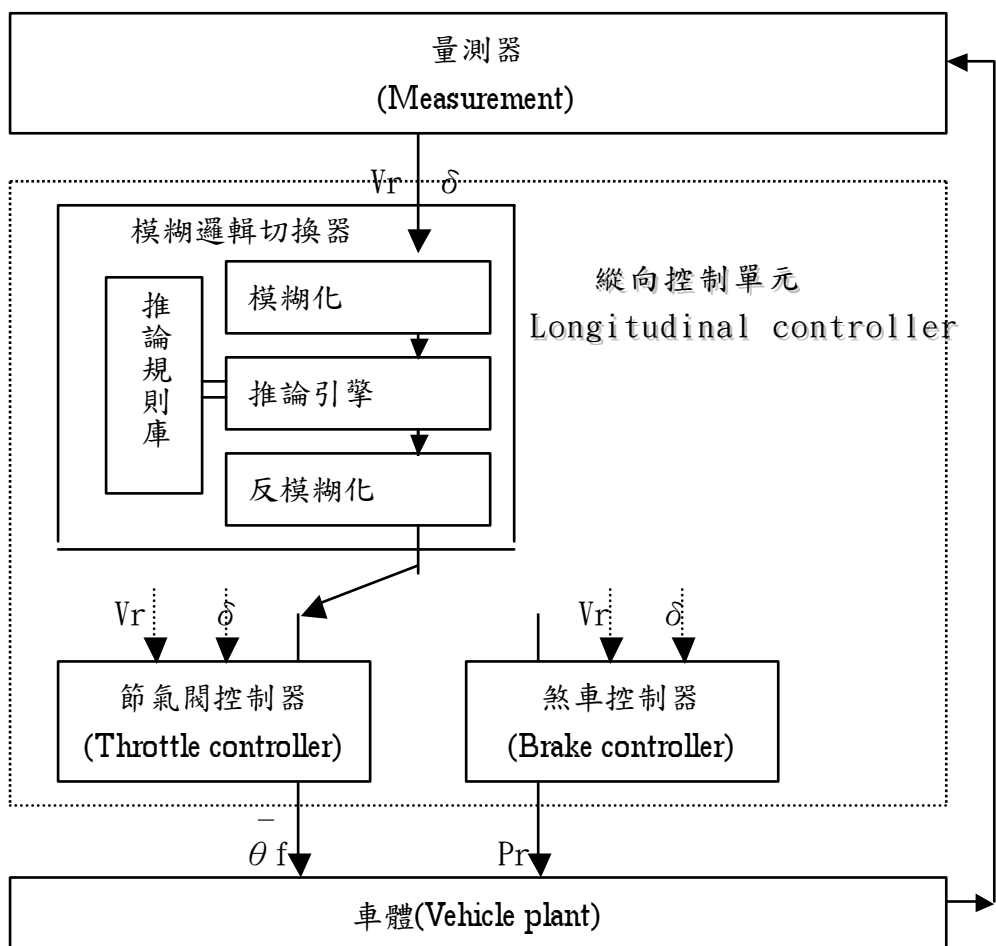 量測器
(Measurement)
Vr δ
模糊邏輯切換器
推論規則庫
模糊化
推論引擎
反模糊化
縱向控制單元
Longitudinal controller
Vr δ
Vr δ
節氣閥控制器
(Throttle controller)
煞車控制器
(Brake controller)
θ̄f
Pr
車體(Vehicle plant)